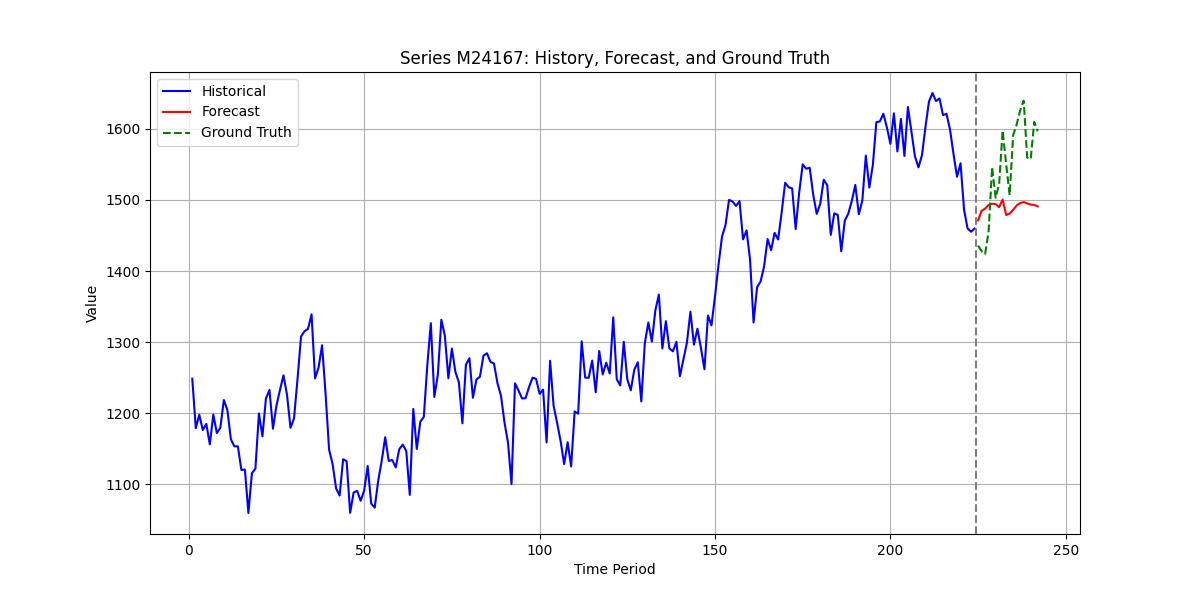 Series M24167: History, Forecast, and Ground Truth
Historical
Forecast
Ground Truth
Value
1600
1500
1400
1300
1200
1100
0 50 100 150 200 250
Time Period